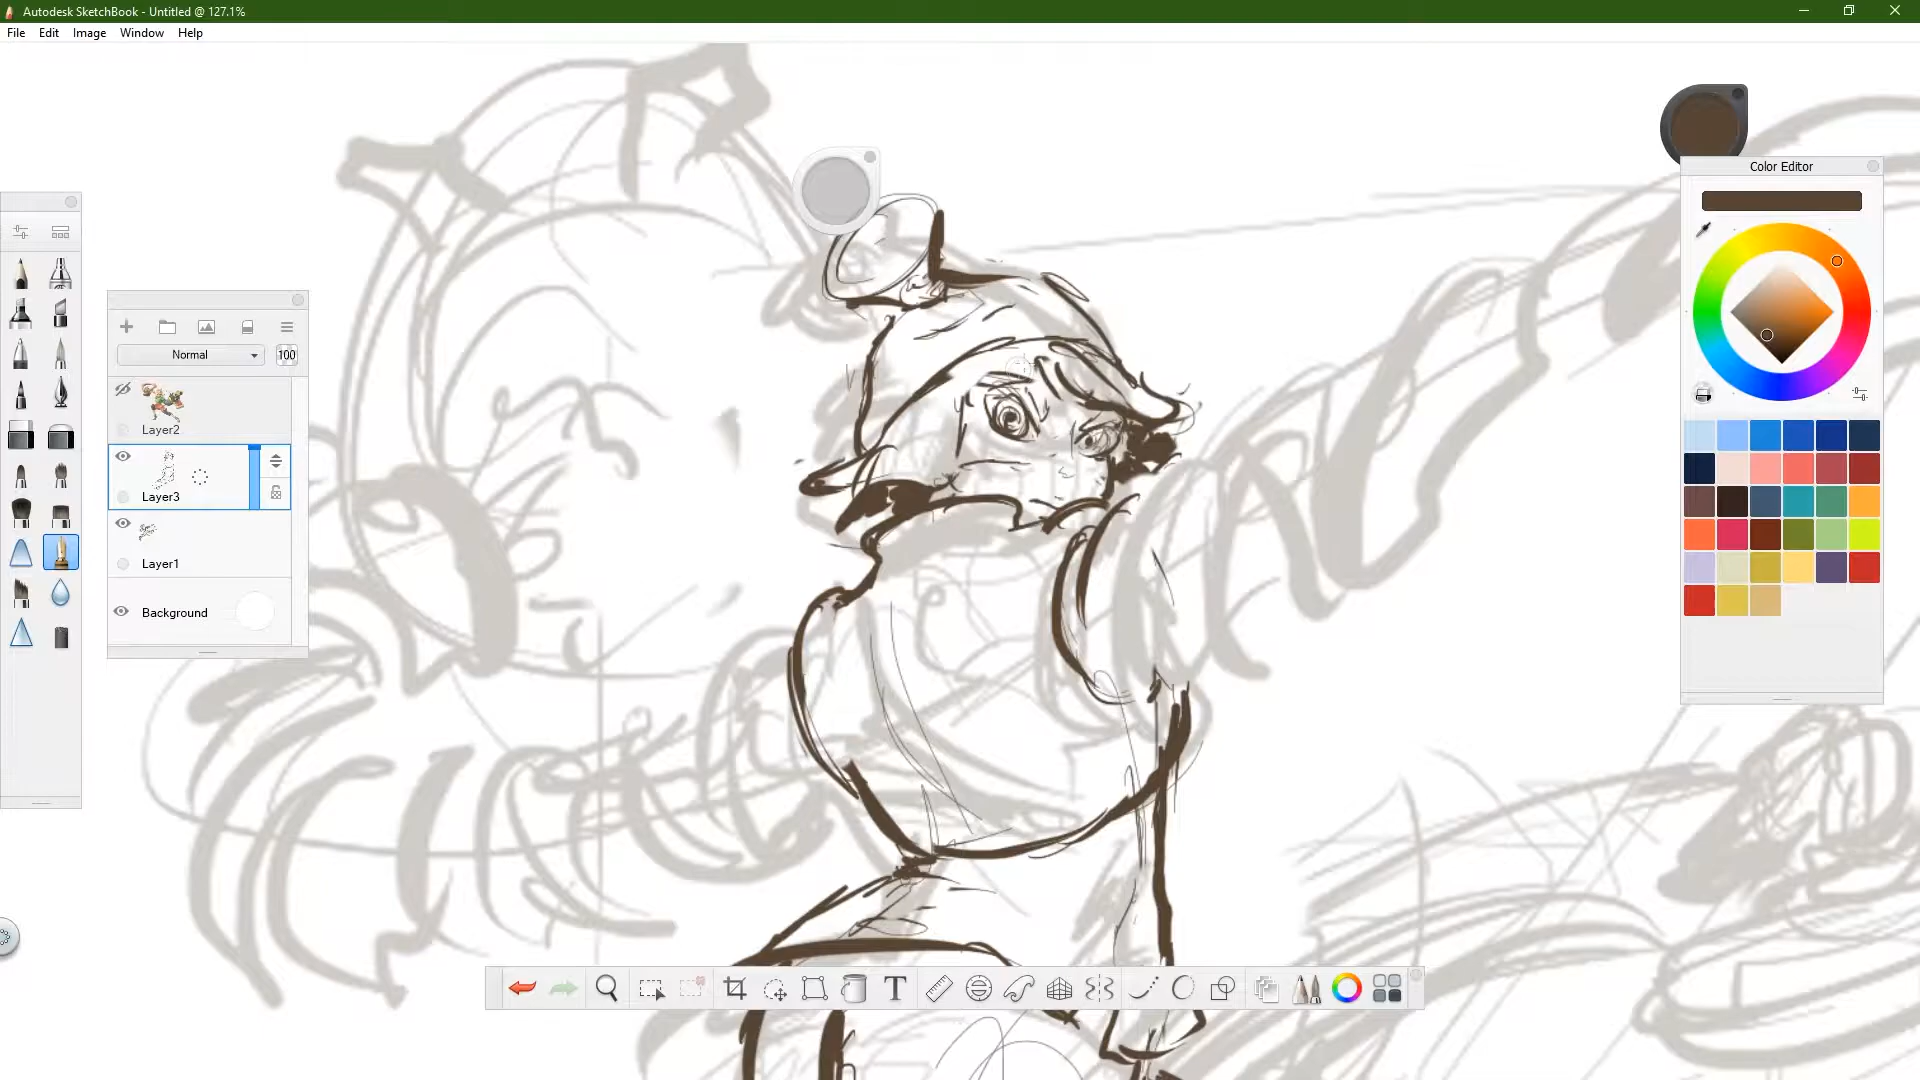 Autodesk SketchBook - Untitled @ 127.1%
File Edit Image Window Help
Color Editor
Normal 100
Layer2
Layer3
Layer1
Background
T